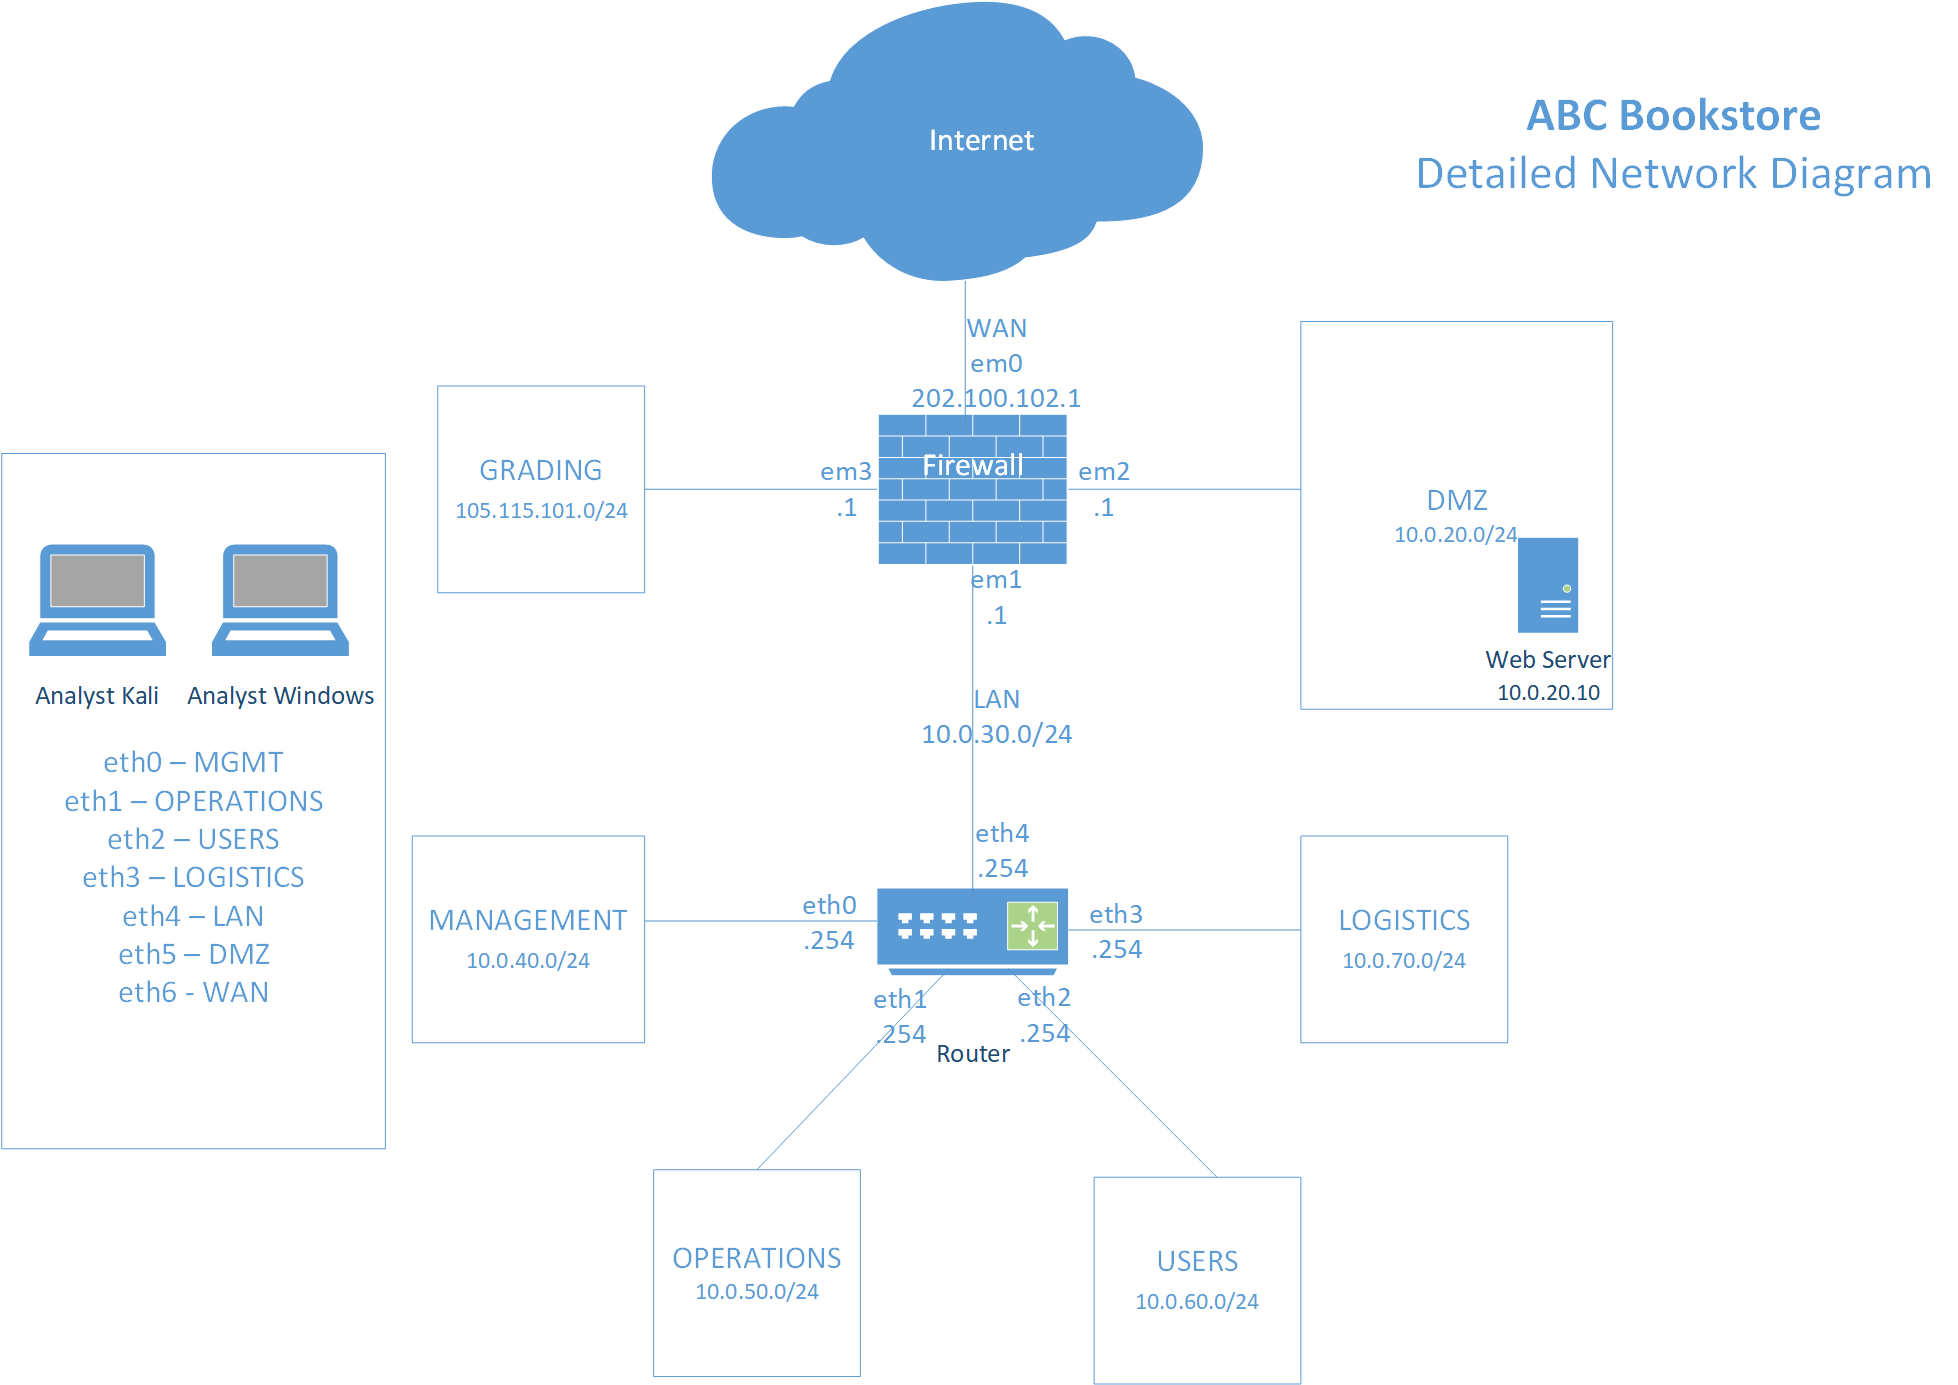 Internet
ABC Bookstore
Detailed Network Diagram
WAN
em0
202.100.102.1
Firewall
GRADING
105.115.101.0/24
em3
.1
em2
.1
DMZ
10.0.20.0/24
Web Server
10.0.20.10
em1
.1
LAN
10.0.30.0/24
Analyst Kali
Analyst Windows
eth0 – MGMT
eth1 – OPERATIONS
eth2 – USERS
eth3 – LOGISTICS
eth4 – LAN
eth5 – DMZ
eth6 - WAN
eth4
.254
MANAGEMENT
10.0.40.0/24
eth0
.254
eth3
.254
LOGISTICS
10.0.70.0/24
eth1
.254
eth2
.254
Router
OPERATIONS
10.0.50.0/24
USERS
10.0.60.0/24